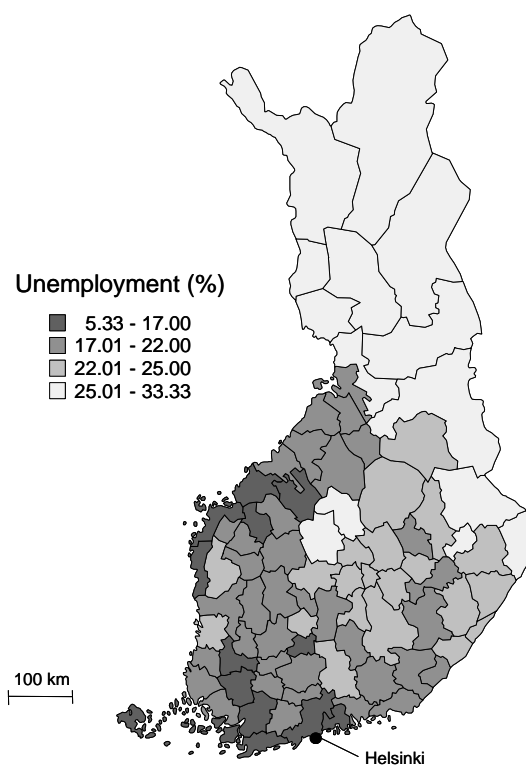 Unemployment (%)
5.33 - 17.00
17.01 - 22.00
22.01 - 25.00
25.01 - 33.33
100 km
Helsinki